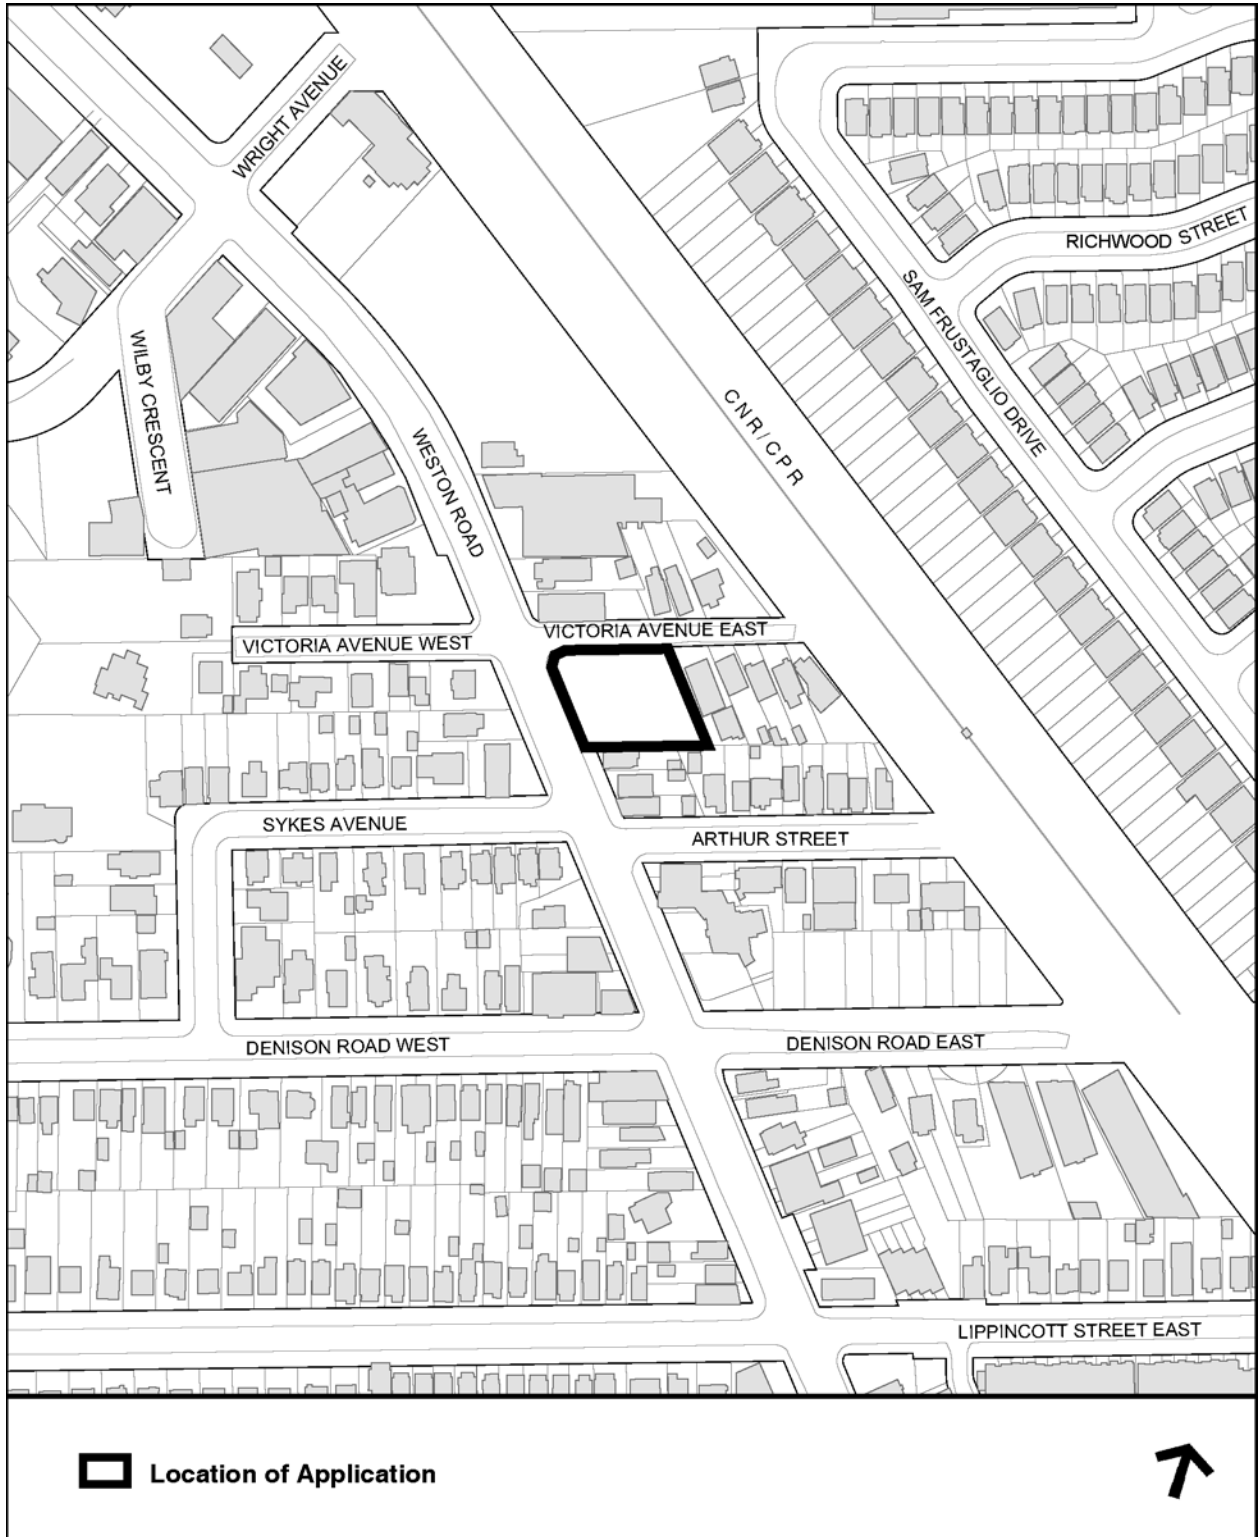 WRIGHT AVENUE
RICHWOOD STREET
SAM FRUSTAGLIO DRIVE
WILBY CRESCENT
CNR / CPR
WESTON ROAD
VICTORIA AVENUE EAST
VICTORIA AVENUE WEST
SYKES AVENUE
ARTHUR STREET
DENISON ROAD WEST
DENISON ROAD EAST
LIPPINCOTT STREET EAST
Location of Application